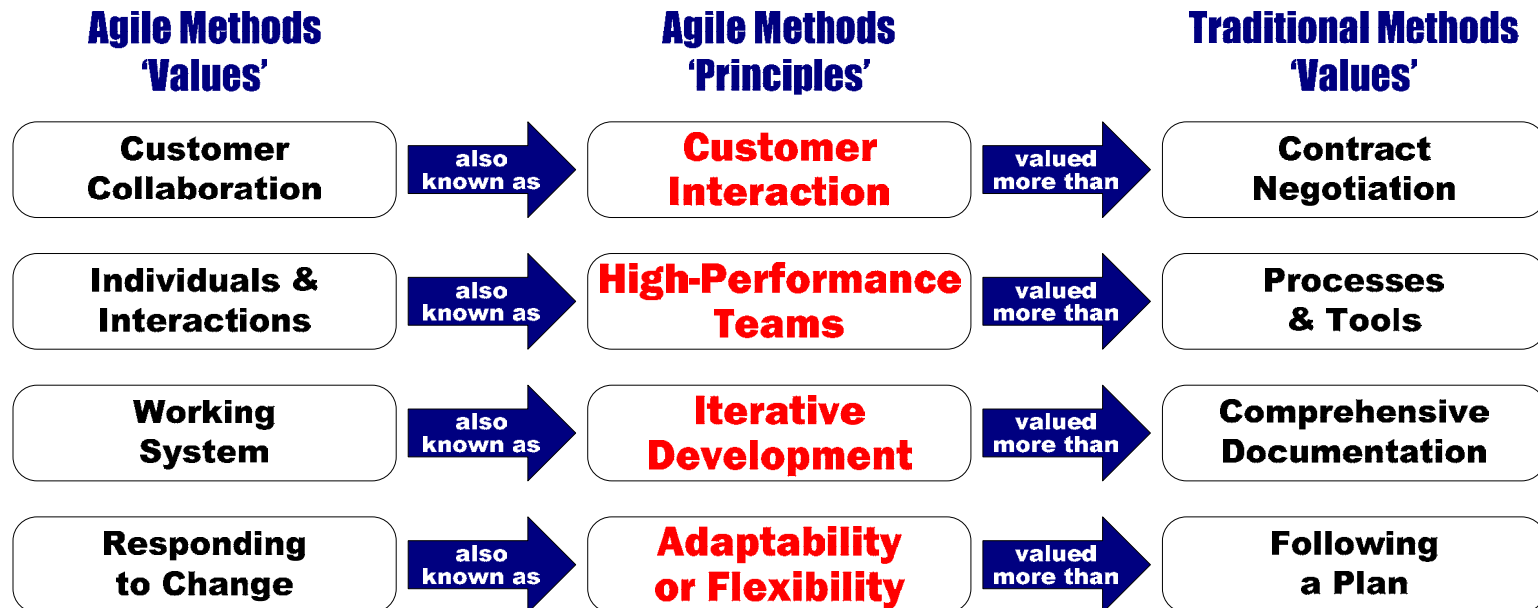 Agile Methods
‘Values’
Agile Methods
‘Principles’
Traditional Methods
‘Values’
Customer
Collaboration
also
known as
Customer
Interaction
valued
more than
Contract
Negotiation
Individuals &
Interactions
also
known as
High-Performance
Teams
valued
more than
Processes
& Tools
Working
System
also
known as
Iterative
Development
valued
more than
Comprehensive
Documentation
Responding
to Change
also
known as
Adaptability
or Flexibility
valued
more than
Following
a Plan